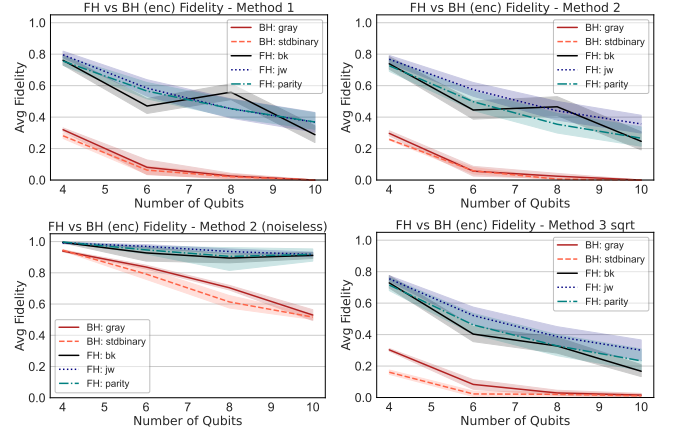 FH vs BH (enc) Fidelity - Method 1
Avg Fidelity
1.0
0.8
0.6
0.4
0.2
0.0
BH: gray
BH: stdbinary
FH: bk
FH: jw
FH: parity
4 5 6 7 8 9 10
Number of Qubits
FH vs BH (enc) Fidelity - Method 2
Avg Fidelity
1.0
0.8
0.6
0.4
0.2
0.0
BH: gray
BH: stdbinary
FH: bk
FH: jw
FH: parity
4 5 6 7 8 9 10
Number of Qubits
FH vs BH (enc) Fidelity - Method 2 (noiseless)
Avg Fidelity
1.0
0.8
0.6
0.4
0.2
0.0
BH: gray
BH: stdbinary
FH: bk
FH: jw
FH: parity
4 5 6 7 8 9 10
Number of Qubits
FH vs BH (enc) Fidelity - Method 3 sqrt
Avg Fidelity
1.0
0.8
0.6
0.4
0.2
0.0
BH: gray
BH: stdbinary
FH: bk
FH: jw
FH: parity
4 5 6 7 8 9 10
Number of Qubits